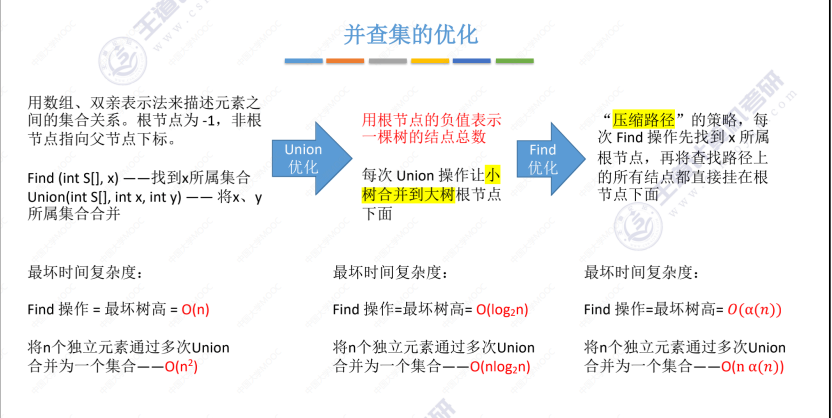 并查集的优化
用数组、双亲表示法来描述元素之
间的集合关系。根节点为 -1，非根
节点指向父节点下标。
Find (int S[], x) ——找到x所属集合
Union(int S[], int x, int y) —— 将x、y
所属集合合并
Union
优化
用根节点的负值表示
一棵树的结点总数
每次 Union 操作让小
树合并到大树根节点
下面
Find
优化
“压缩路径”的策略，每
次 Find 操作先找到 x 所属
根节点，再将查找路径上
的所有结点都直接挂在根
节点下面
最坏时间复杂度：
Find 操作 = 最坏树高 = O(n)
将n个独立元素通过多次Union
合并为一个集合——O(n²)
最坏时间复杂度：
Find 操作=最坏树高= O(log₂n)
将n个独立元素通过多次Union
合并为一个集合——O(nlog₂n)
最坏时间复杂度：
Find 操作=最坏树高= O(α(n))
将n个独立元素通过多次Union
合并为一个集合——O(n α(n))